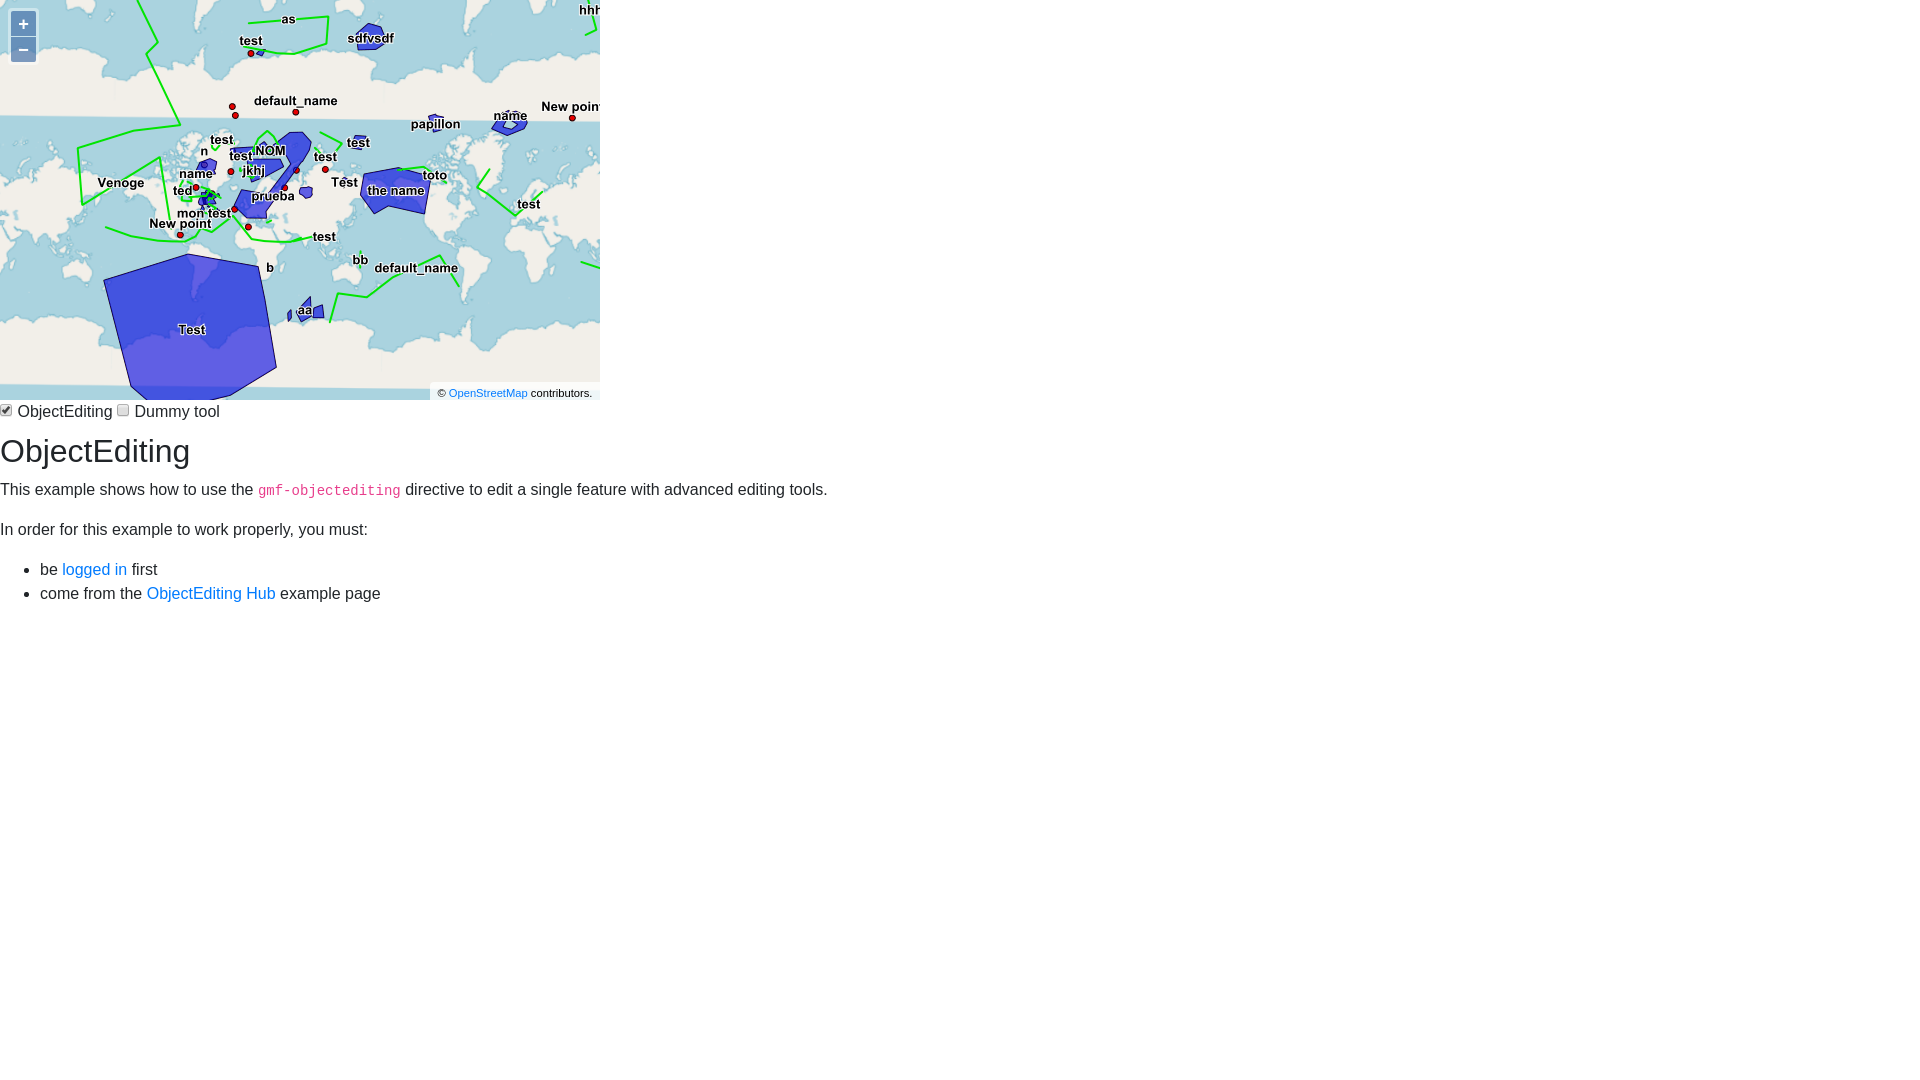 +
−
as
hhh
test
sdfvsdf
default_name
New point
name
papillon
test
test
n
test
NOM
test
jkhj
name
toto
Venoge
Test
ted
the name
prueba
test
mon test
New point
test
bb
b
default_name
aa
Test
© OpenStreetMap contributors.
ObjectEditing Dummy tool
ObjectEditing
This example shows how to use the gmf-objectediting directive to edit a single feature with advanced editing tools.
In order for this example to work properly, you must:
be logged in first
come from the ObjectEditing Hub example page